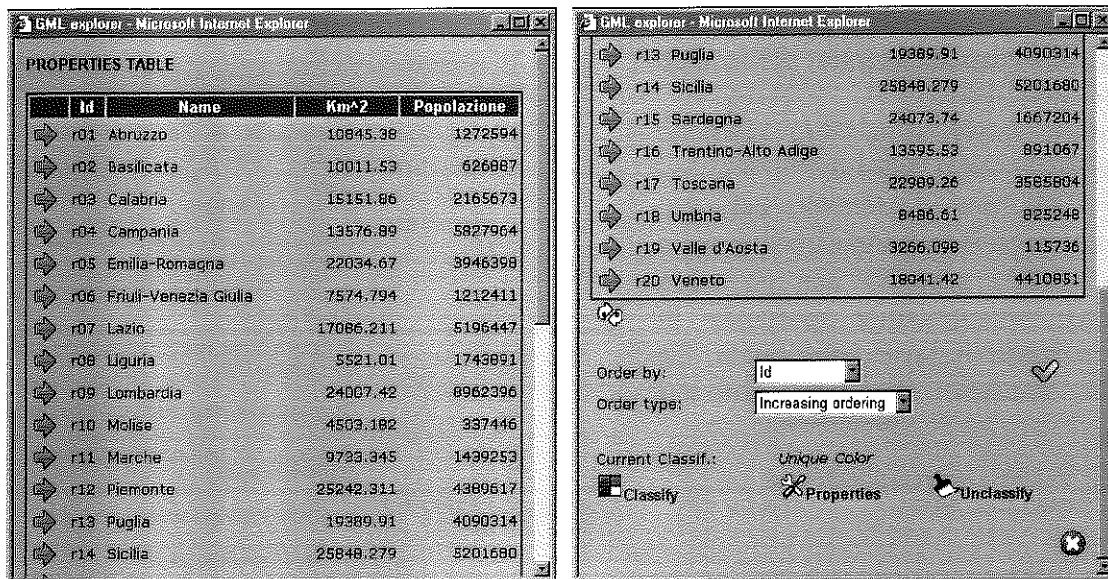 GML explorer - Microsoft Internet Explorer
PROPERTIES TABLE
Id Name Km^2 Popolazione
r01 Abruzzo 10845.38 1272594
r02 Basilicata 10011.53 626887
r03 Calabria 15151.86 2165673
r04 Campania 13576.89 5827964
r05 Emilia-Romagna 22034.67 3946398
r06 Friuli-Venezia Giulia 7574.794 1212411
r07 Lazio 17086.211 5196447
r08 Liguria 5521.01 1743891
r09 Lombardia 24007.42 8962396
r10 Molise 4503.182 337446
r11 Marche 9733.345 1439253
r12 Piemonte 25242.311 4389617
r13 Puglia 19389.91 4090314
r14 Sicilia 25848.279 5201680
GML explorer - Microsoft Internet Explorer
r13 Puglia 19389.91 4090314
r14 Sicilia 25848.279 5201680
r15 Sardegna 24073.74 1667204
r16 Trentino-Alto Adige 13595.53 891067
r17 Toscana 22989.26 3585804
r18 Umbria 8486.61 825248
r19 Valle d'Aosta 3266.098 115736
r20 Veneto 18041.42 4410851
Order by: Id
Order type: Increasing ordering
Current Classif.: Unique Color
Classify Properties Unclassify